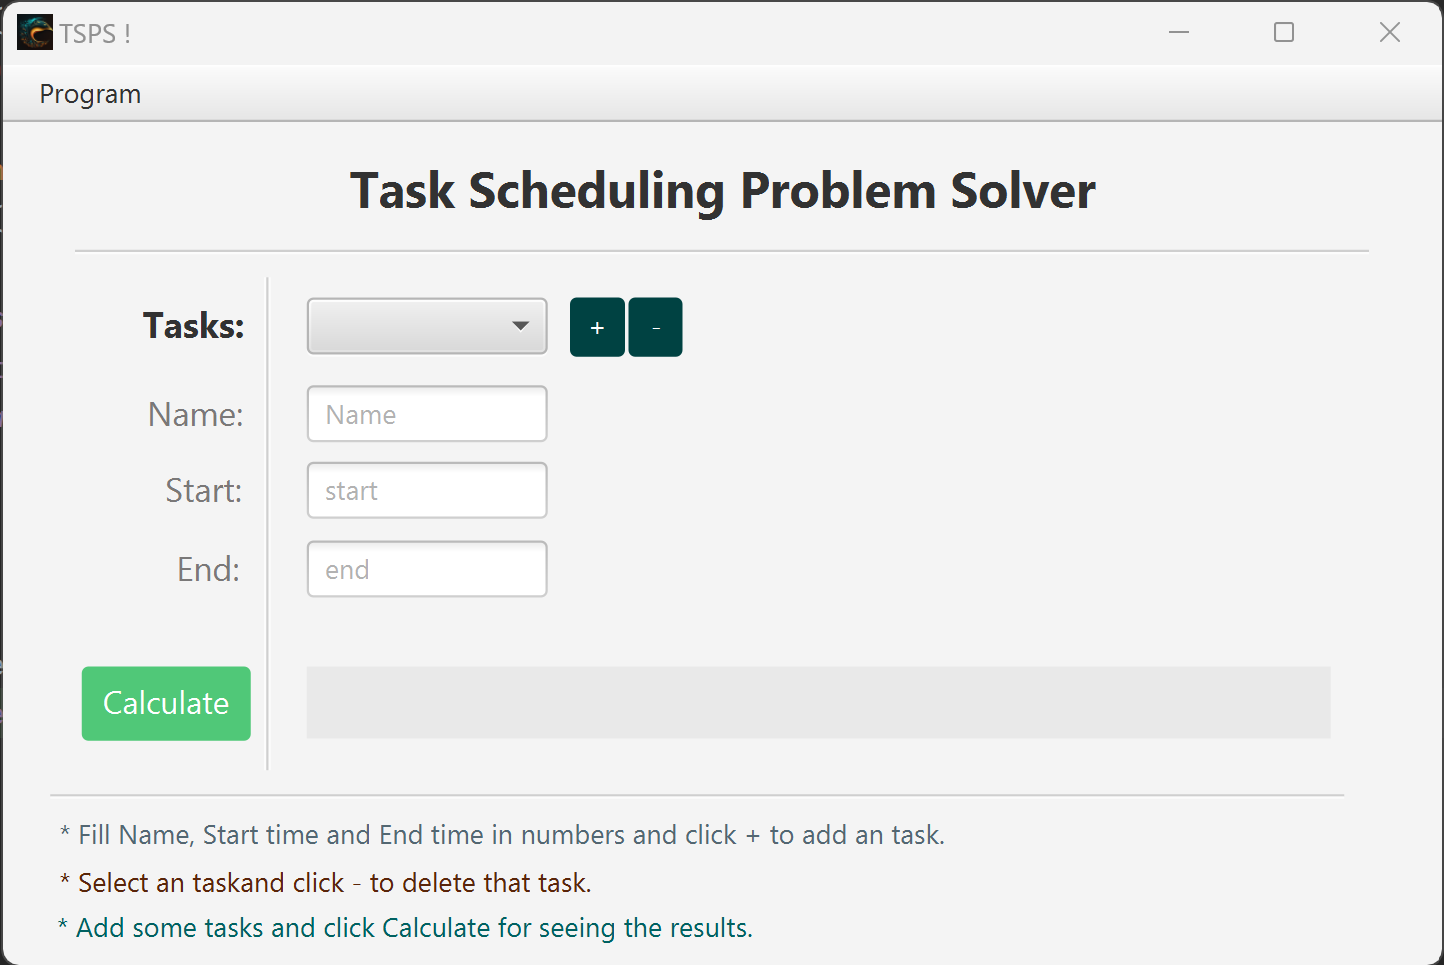 TSPS !
Program
Task Scheduling Problem Solver
Tasks:
+ -
Name: Name
Start: start
End: end
Calculate
* Fill Name, Start time and End time in numbers and click + to add an task.
* Select an taskand click - to delete that task.
* Add some tasks and click Calculate for seeing the results.